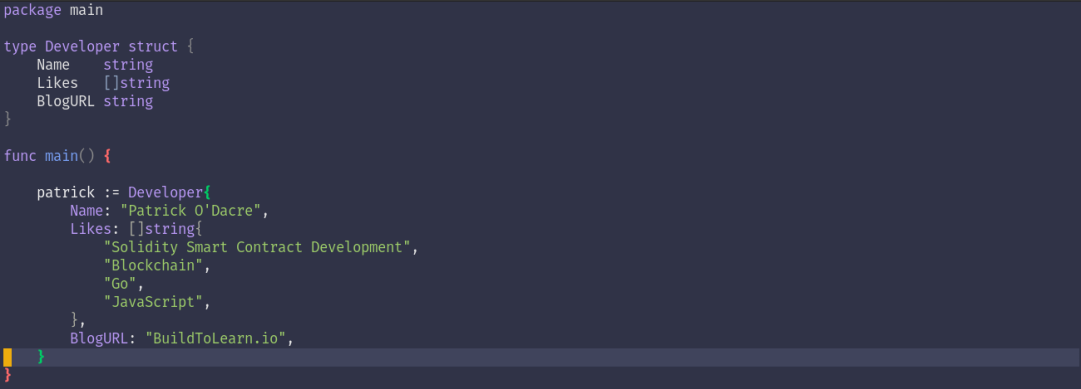 package main

type Developer struct {
    Name    string
    Likes   []string
    BlogURL string
}

func main() {

    patrick := Developer{
        Name: "Patrick O'Dacre",
        Likes: []string{
            "Solidity Smart Contract Development",
            "Blockchain",
            "Go",
            "JavaScript",
        },
        BlogURL: "BuildToLearn.io",
    }
}